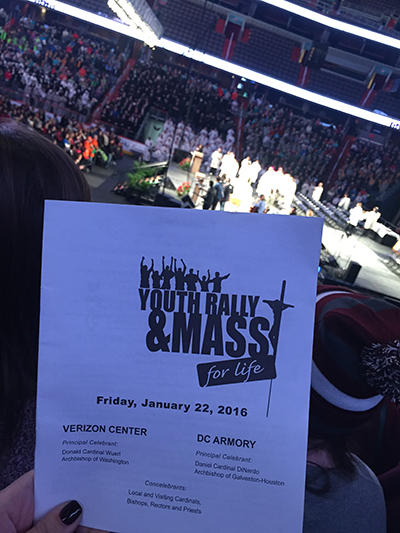 YOUTH RALLY
&MASS
for life
Friday, January 22, 2016
VERIZON CENTER
Principal Celebrant:
Donald Cardinal Wuerl
Archbishop of Washington
DC ARMORY
Principal Celebrant:
Daniel Cardinal DiNardo
Archbishop of Galveston-Houston
Concelebrants:
Local and Visiting Cardinals,
Bishops, Rectors and Priests